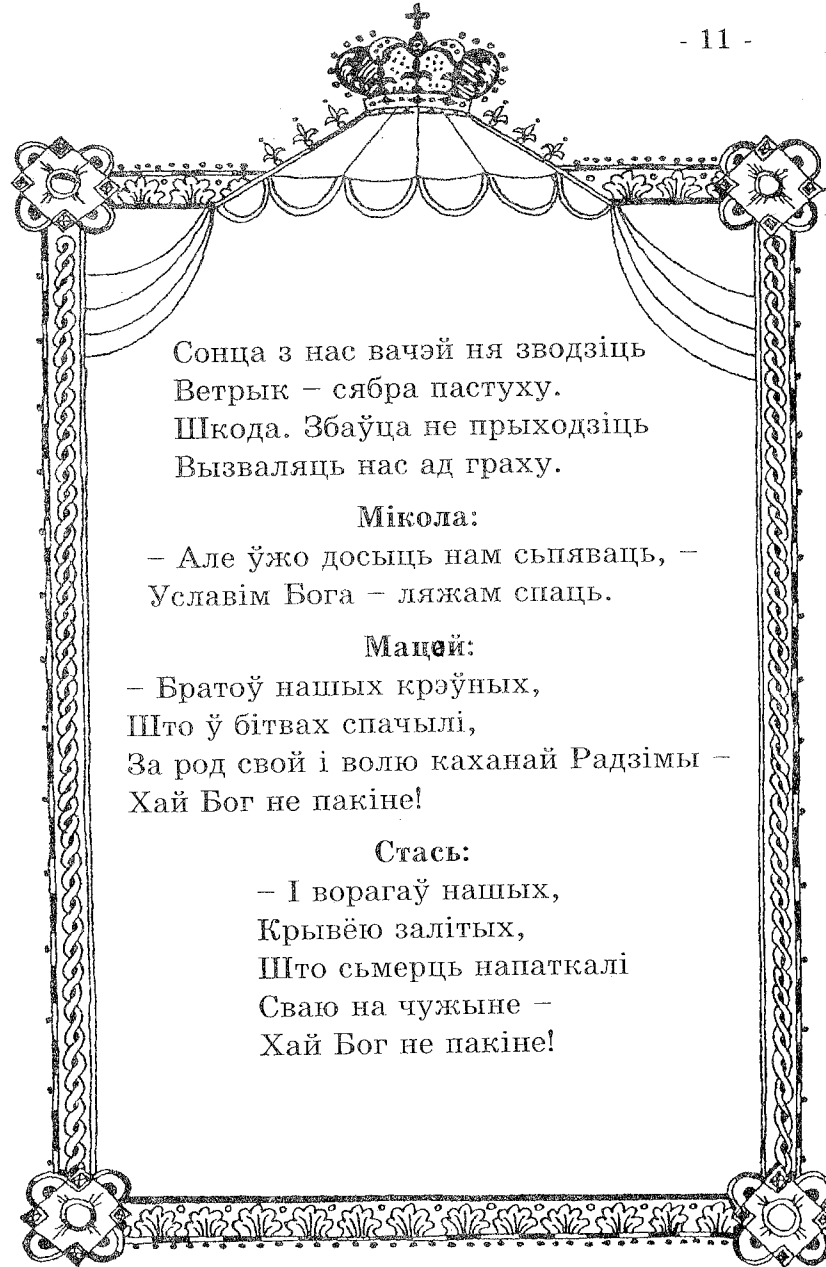 - 11 -
Сонца з нас вачэй ня зводзіць
Ветрык – сябра пастуху.
Шкода. Збаўца не прыходзіць
Вызваляць нас ад граху.
Мікола:
– Але ўжо досыць нам сьпяваць, –
Уславім Бога – ляжам спаць.
Мацей:
– Братоў нашых крэўных,
Што ў бітвах спачылі,
За род свой і волю каханай Радзімы –
Хай Бог не пакіне!
Стась:
– І ворагаў нашых,
Крывёю залітых,
Што сьмерць напаткалі
Сваю на чужыне –
Хай Бог не пакіне!